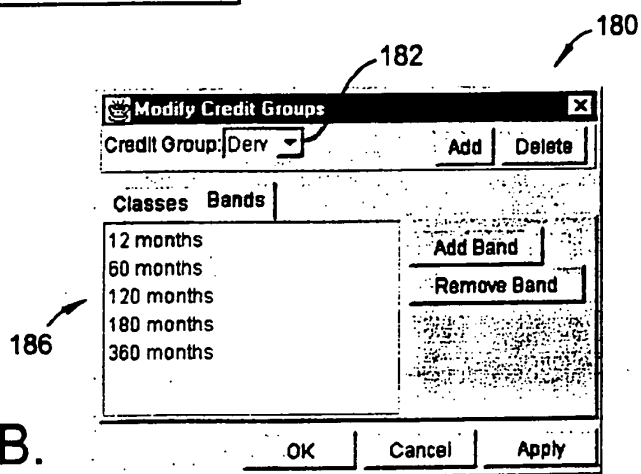 180
182
Modify Credit Groups
Credit Group: Derv Add Delete
Classes Bands
12 months
60 months
120 months
180 months
360 months
Add Band
Remove Band
186
B.
OK Cancel Apply